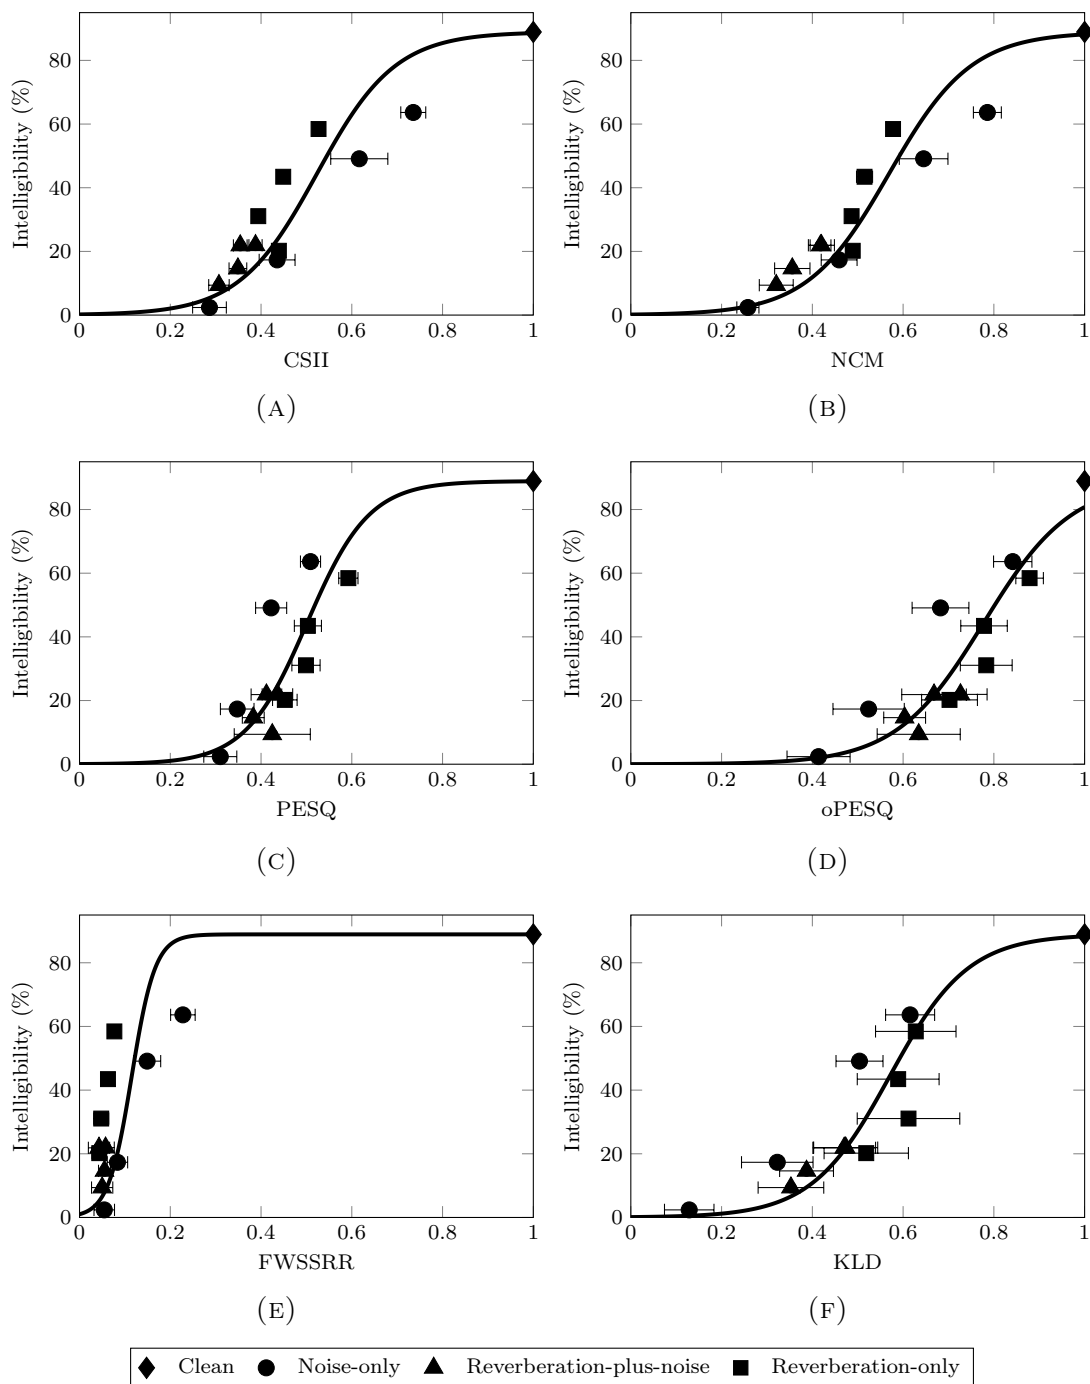 80
60
40
20
0
Intelligibility (%)
0 0.2 0.4 0.6 0.8 1
CSII
(A)
80
60
40
20
0
Intelligibility (%)
0 0.2 0.4 0.6 0.8 1
NCM
(B)
80
60
40
20
0
Intelligibility (%)
0 0.2 0.4 0.6 0.8 1
PESQ
(C)
80
60
40
20
0
Intelligibility (%)
0 0.2 0.4 0.6 0.8 1
oPESQ
(D)
80
60
40
20
0
Intelligibility (%)
0 0.2 0.4 0.6 0.8 1
FWSSRR
(E)
80
60
40
20
0
Intelligibility (%)
0 0.2 0.4 0.6 0.8 1
KLD
(F)
Clean Noise-only Reverberation-plus-noise Reverberation-only